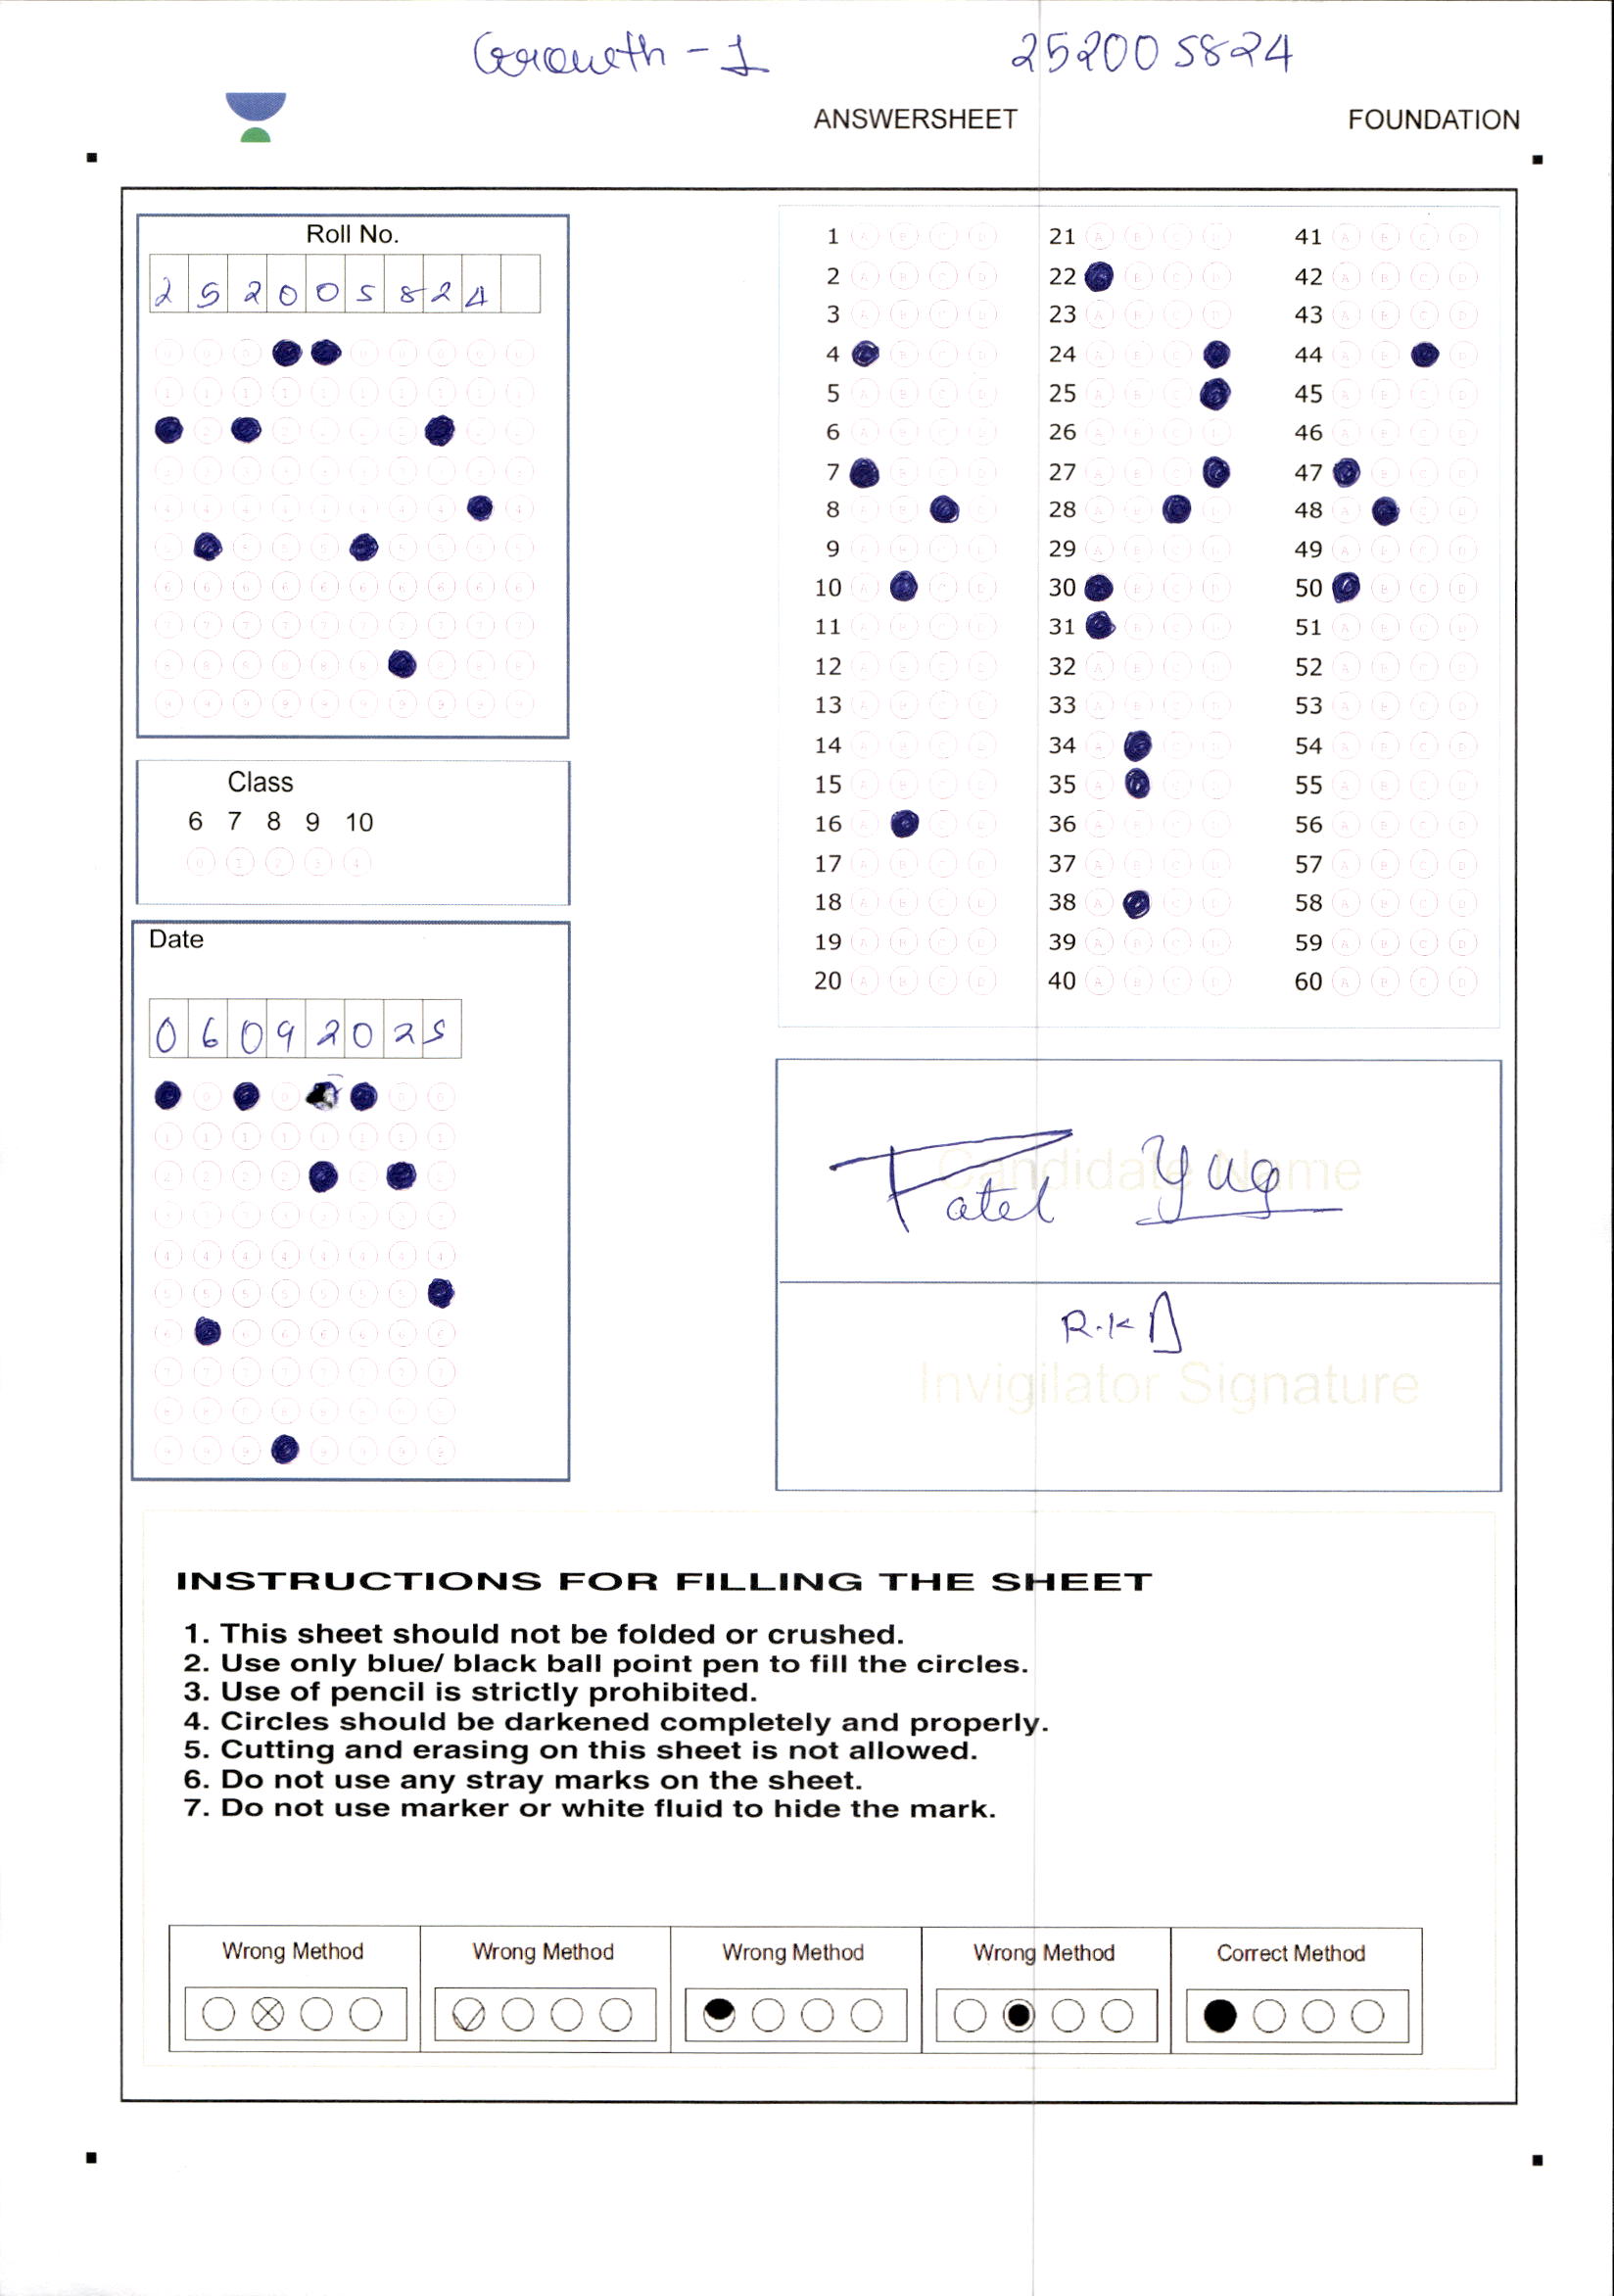 Growth - 1 252005824
ANSWERSHEET FOUNDATION
Roll No.
2 5 2 0 0 5 8 2 4
Class
6 7 8 9 10
Date
0 6 0 9 2 0 2 5
1 A B C D
2 A B C D
3 A B C D
4 B C D
5 A B C D
6 A B C D
7 B C D
8 A B D
9 A B C D
10 A C D
11 A B C D
12 A B C D
13 A B C D
14 A B C D
15 A B C D
16 A C D
17 A B C D
18 A B C D
19 A B C D
20 A B C D
21 A B C D
22 B C D
23 A B C D
24 A B C
25 A B C
26 A B C D
27 A B C
28 A B D
29 A B C D
30 B C D
31 B C D
32 A B C D
33 A B C D
34 A C D
35 A C D
36 A B C D
37 A B C D
38 A C D
39 A B C D
40 A B C D
41 A B C D
42 A B C D
43 A B C D
44 A B D
45 A B C D
46 A B C D
47 B C D
48 A C D
49 A B C D
50 B C D
51 A B C D
52 A B C D
53 A B C D
54 A B C D
55 A B C D
56 A B C D
57 A B C D
58 A B C D
59 A B C D
60 A B C D
Candidate Name
Patel Yug
R.K
Invigilator Signature
INSTRUCTIONS FOR FILLING THE SHEET
1. This sheet should not be folded or crushed.
2. Use only blue/ black ball point pen to fill the circles.
3. Use of pencil is strictly prohibited.
4. Circles should be darkened completely and properly.
5. Cutting and erasing on this sheet is not allowed.
6. Do not use any stray marks on the sheet.
7. Do not use marker or white fluid to hide the mark.
Wrong Method Wrong Method Wrong Method Wrong Method Correct Method